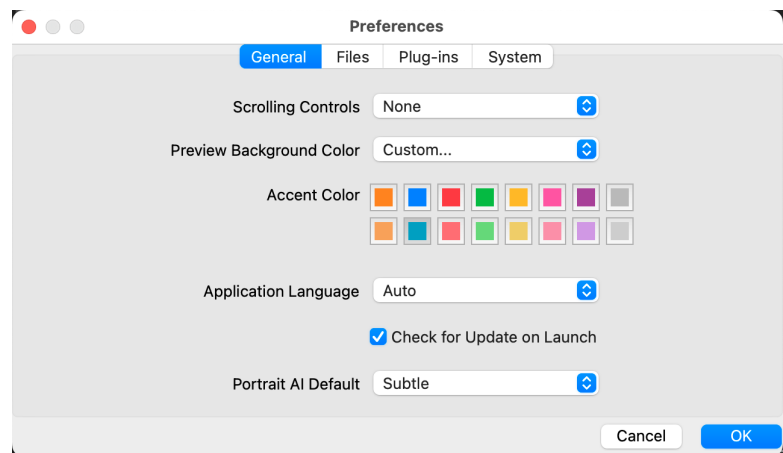 Preferences
General Files Plug-ins System
Scrolling Controls None
Preview Background Color Custom...
Accent Color
Application Language Auto
Check for Update on Launch
Portrait AI Default Subtle
Cancel OK